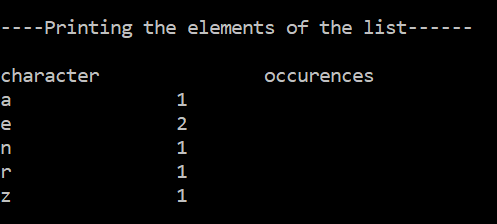 ----Printing the elements of the list------
character occurences
a 1
e 2
n 1
r 1
z 1